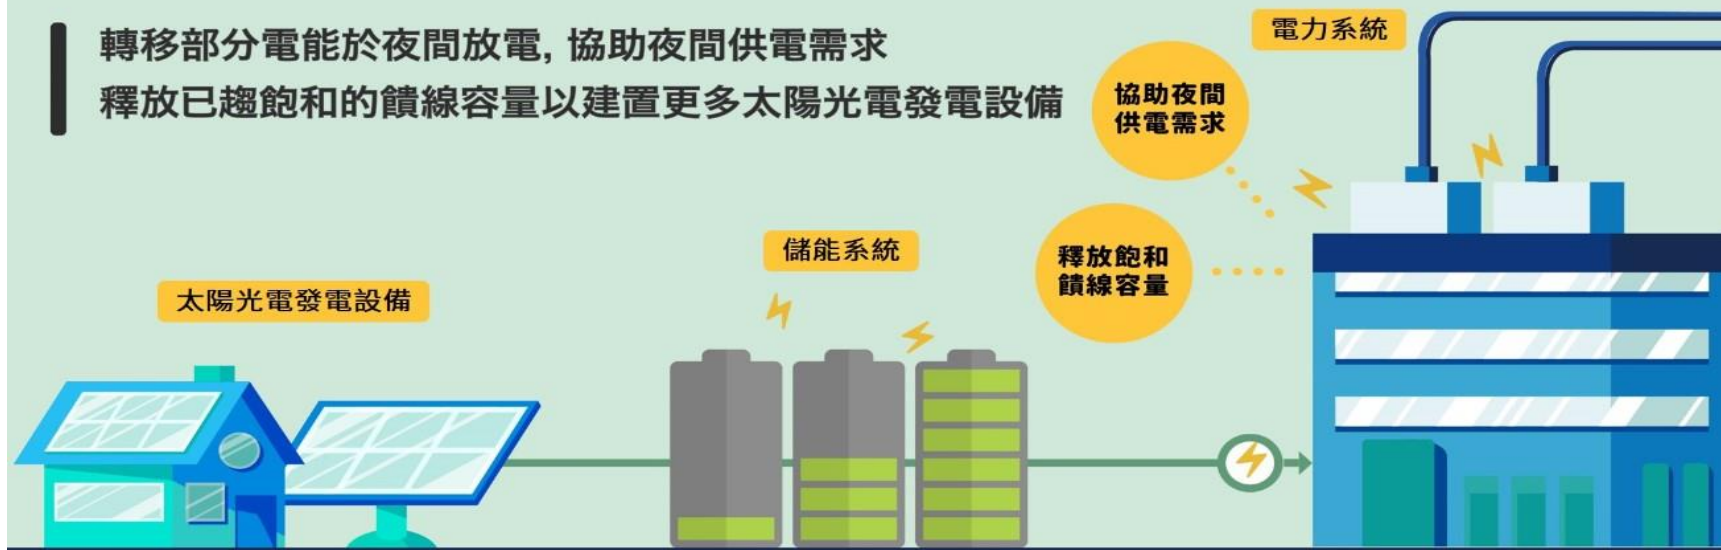 轉移部分電能於夜間放電, 協助夜間供電需求
釋放已趨飽和的饋線容量以建置更多太陽光電發電設備
電力系統
協助夜間
供電需求
儲能系統
釋放飽和
饋線容量
太陽光電發電設備